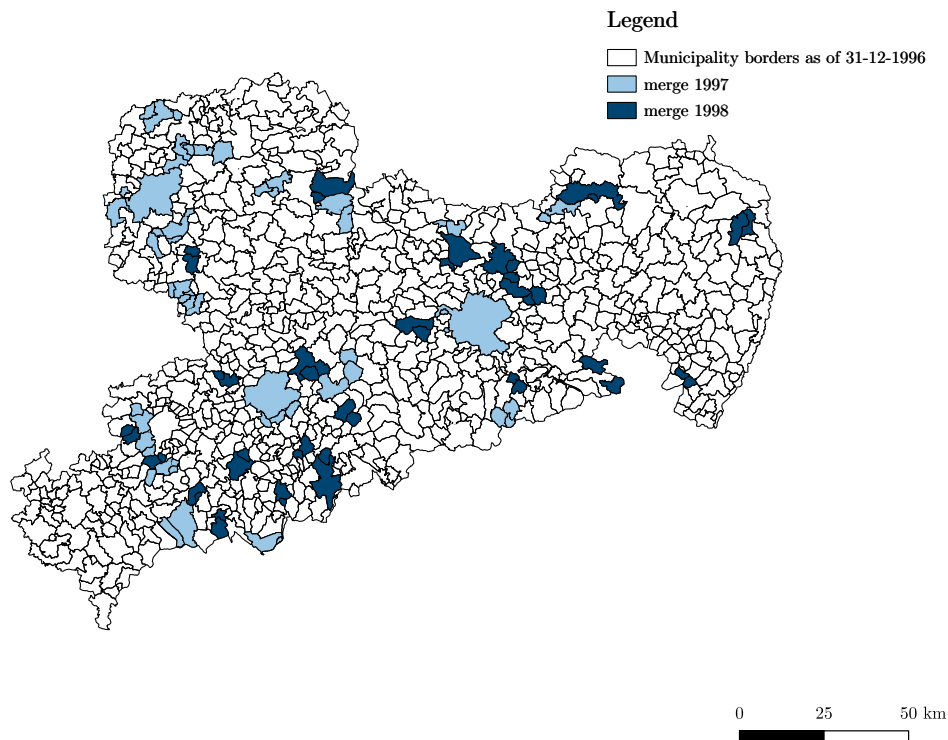 Legend
Municipality borders as of 31-12-1996
merge 1997
merge 1998
0 25 50 km